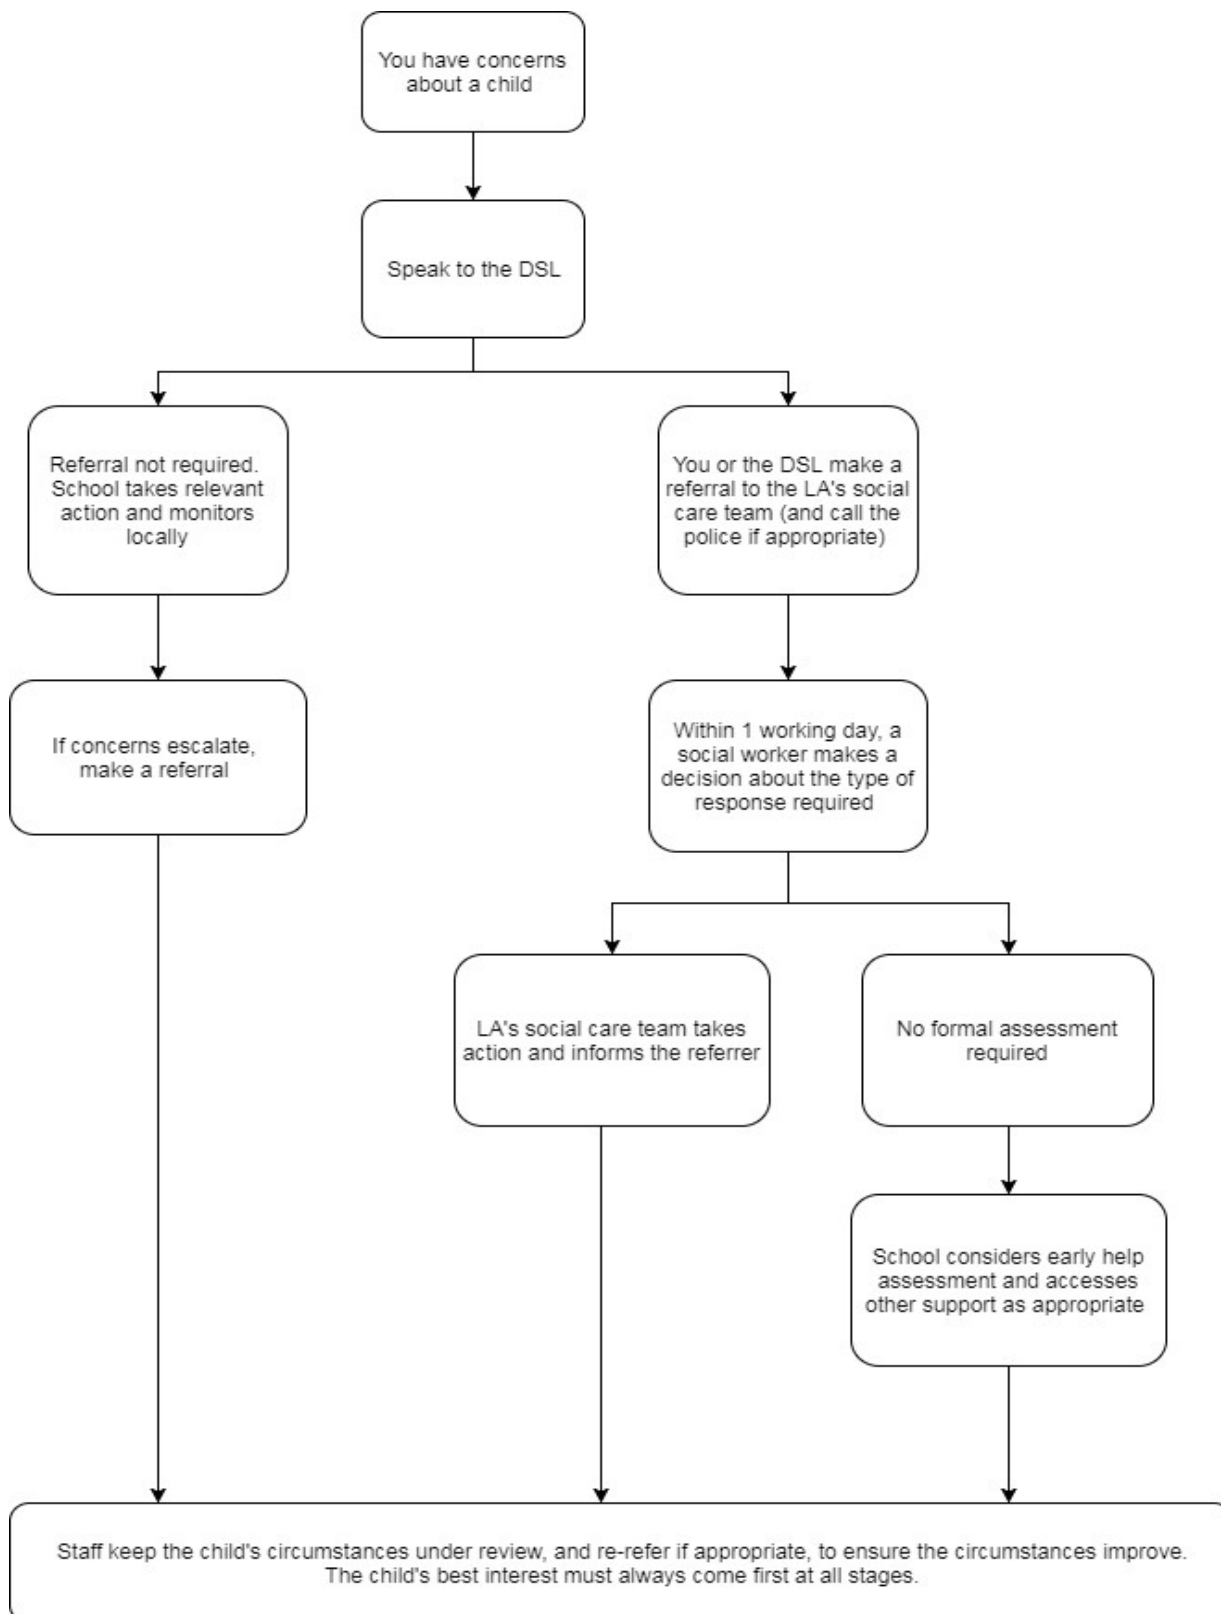 You have concerns
about a child
Speak to the DSL
Referral not required.
School takes relevant
action and monitors
locally
You or the DSL make a
referral to the LA's social
care team (and call the
police if appropriate)
If concerns escalate,
make a referral
Within 1 working day, a
social worker makes a
decision about the type of
response required
LA's social care team takes
action and informs the referrer
No formal assessment
required
School considers early help
assessment and accesses
other support as appropriate
Staff keep the child's circumstances under review, and re-refer if appropriate, to ensure the circumstances improve.
The child's best interest must always come first at all stages.